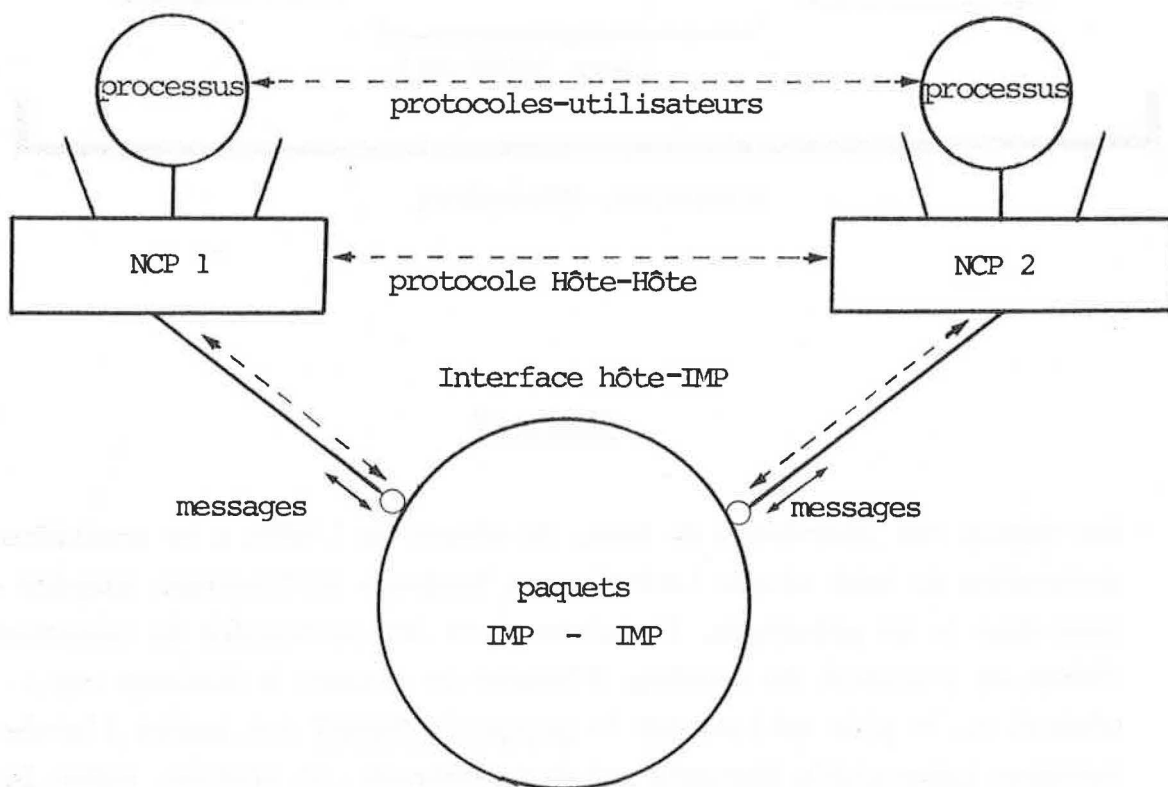 processus
processus
protocoles-utilisateurs
NCP 1
NCP 2
protocole Hôte-Hôte
Interface hôte-IMP
messages
messages
paquets
IMP - IMP